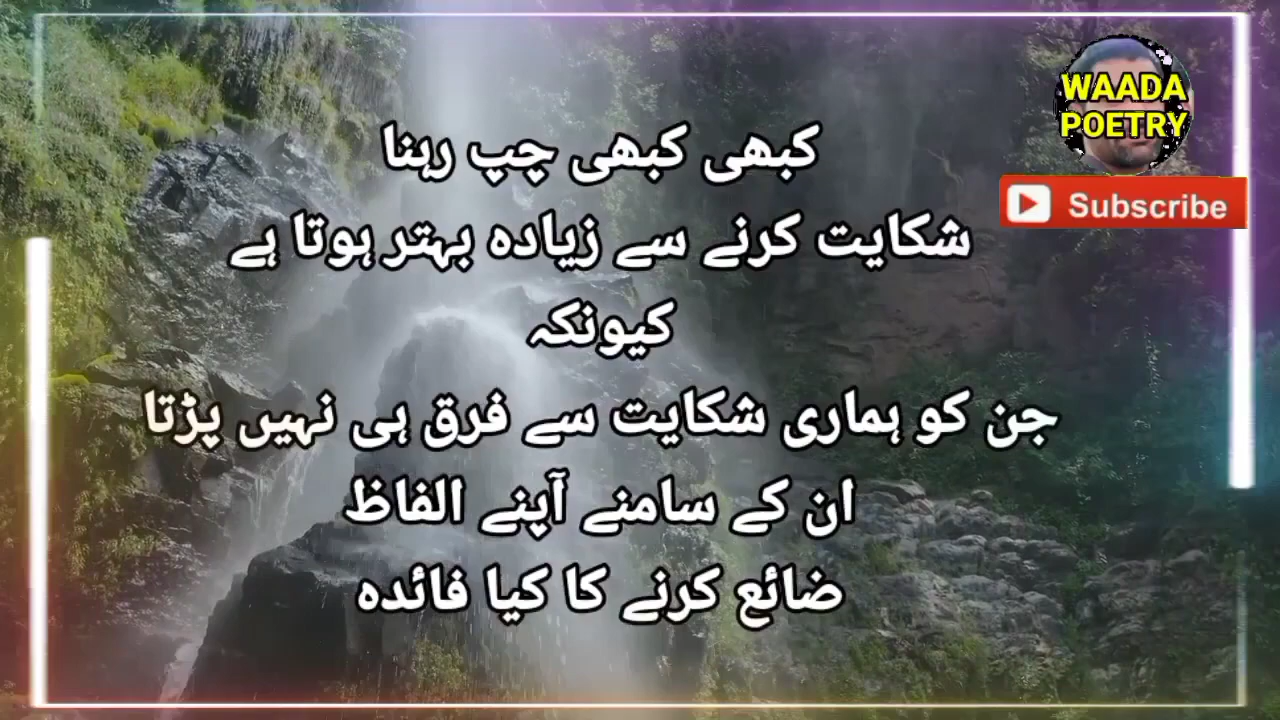 WAADA
POETRY
Subscribe
کبھی کبھی چپ رہنا
شکایت کرنے سے زیادہ بہتر ہوتا ہے
کیونکہ
جن کو ہماری شکایت سے فرق ہی نہیں پڑتا
ان کے سامنے آپنے الفاظ
ضائع کرنے کا کیا فائدہ